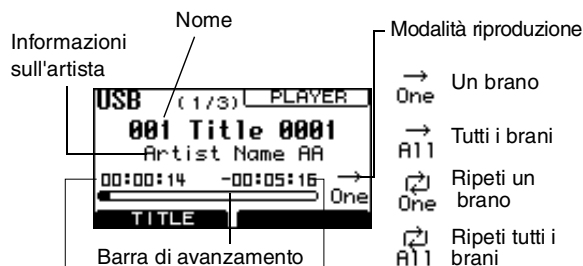 Nome
Informazioni
sull'artista
Modalità riproduzione
USB (1/3) PLAYER
001 Title 0001
Artist Name AA
00:00:14 -00:05:16 One
TITLE
Barra di avanzamento
One Un brano
All Tutti i brani
One Ripeti un
brano
All Ripeti tutti i
brani